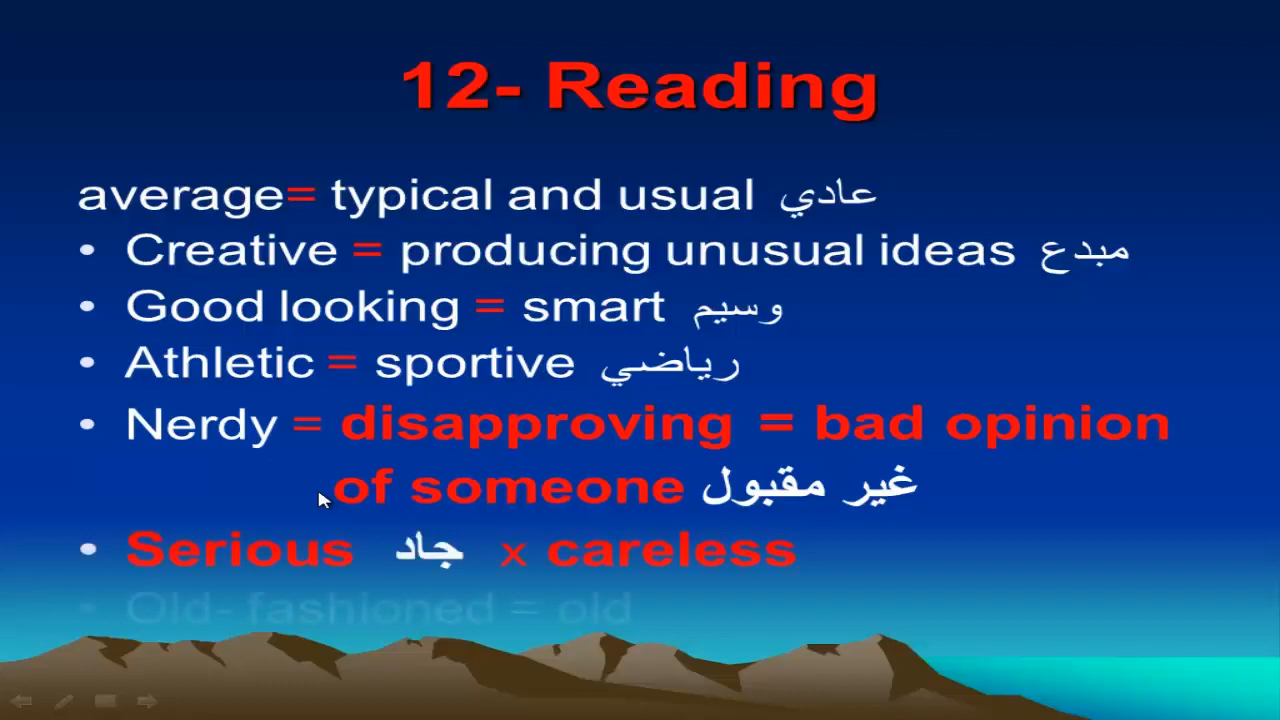 12- Reading
average= typical and usual عادي
• Creative = producing unusual ideas مبدع
• Good looking = smart وسيم
• Athletic = sportive رياضي
• Nerdy = disapproving = bad opinion
of someone غير مقبول
• Serious جاد x careless
• Old- fashioned = old